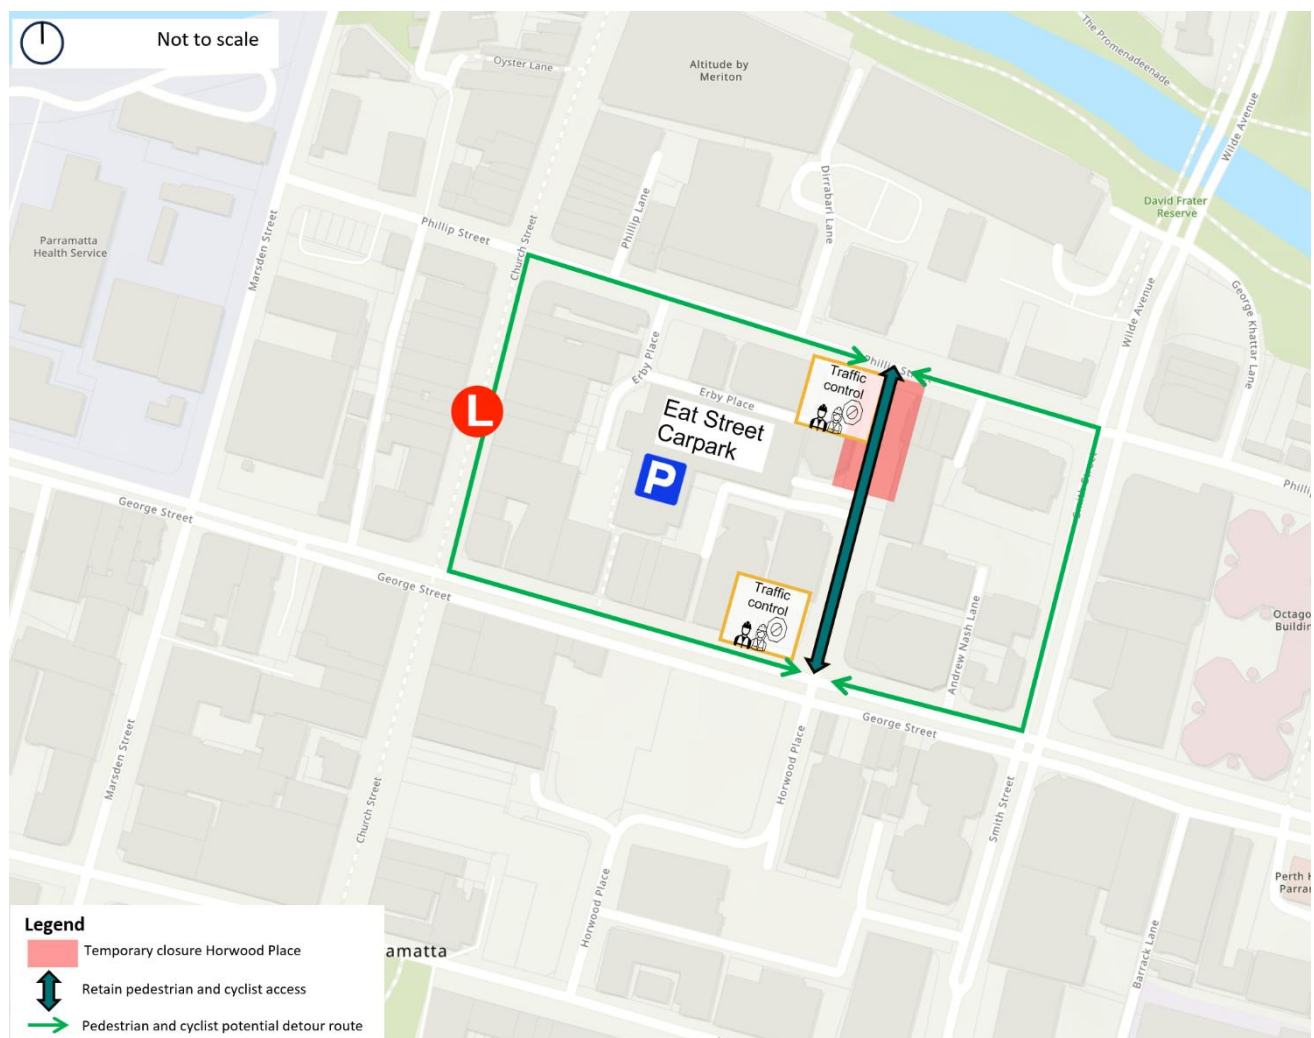 Not to scale
Oyster Lane
Altitude by
Meriton
The Promenadeenade
Wilde Avenue
David Frater
Reserve
Parramatta
Health Service
Marsden Street
Phillip Street
Church Street
Phillip Lane
Dirrabari Lane
Wilde Avenue
George Khattar Lane
Erby Place
Erby Place
Phillip Street
Traffic
control
Eat Street
Carpark
P
L
Smith Street
Phillip
George Street
George Street
Traffic
control
Andrew Nash Lane
Octago
Buildin
George Street
Horwood Place
Marsden Street
Church Street
Smith Street
Horwood Place
Barrack Lane
Perth H
Parra
amatta
Legend
Temporary closure Horwood Place
Retain pedestrian and cyclist access
Pedestrian and cyclist potential detour route